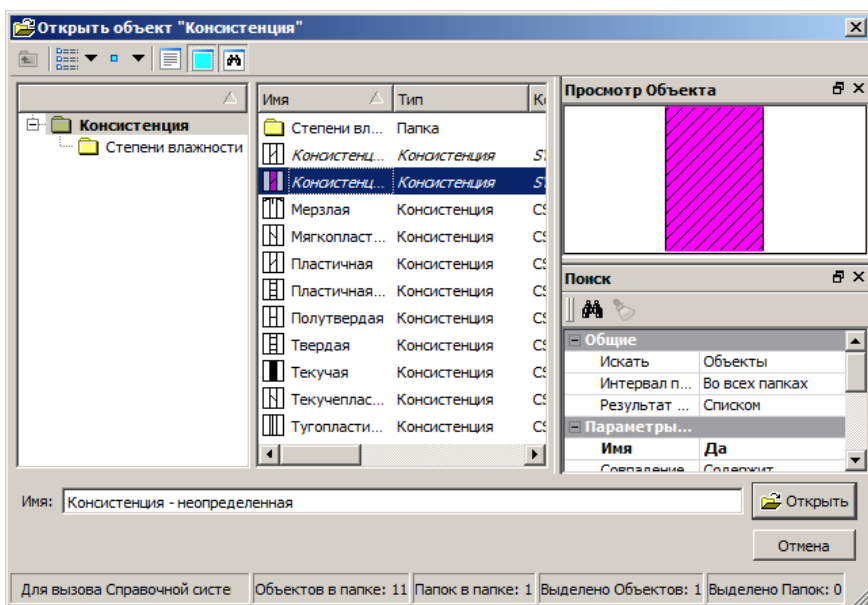 Открыть объект "Консистенция"
Консистенция
Степени влажности
Имя Тип
Степени вл... Папка
Консистенц... Консистенция
Консистенц... Консистенция
Мерзлая Консистенция
Мягкопласт... Консистенция
Пластичная Консистенция
Пластичная... Консистенция
Полутвердая Консистенция
Твердая Консистенция
Текучая Консистенция
Текучеплас... Консистенция
Тугопласти... Консистенция
Просмотр Объекта
Поиск
Общие
Искать Объекты
Интервал п... Во всех папках
Результат ... Списком
Параметры...
Имя Да
Совпадение Содержит
Имя: Консистенция - неопределенная
Открыть
Отмена
Для вызова Справочной систе Объектов в папке: 11 Папок в папке: 1 Выделено Объектов: 1 Выделено Папок: 0